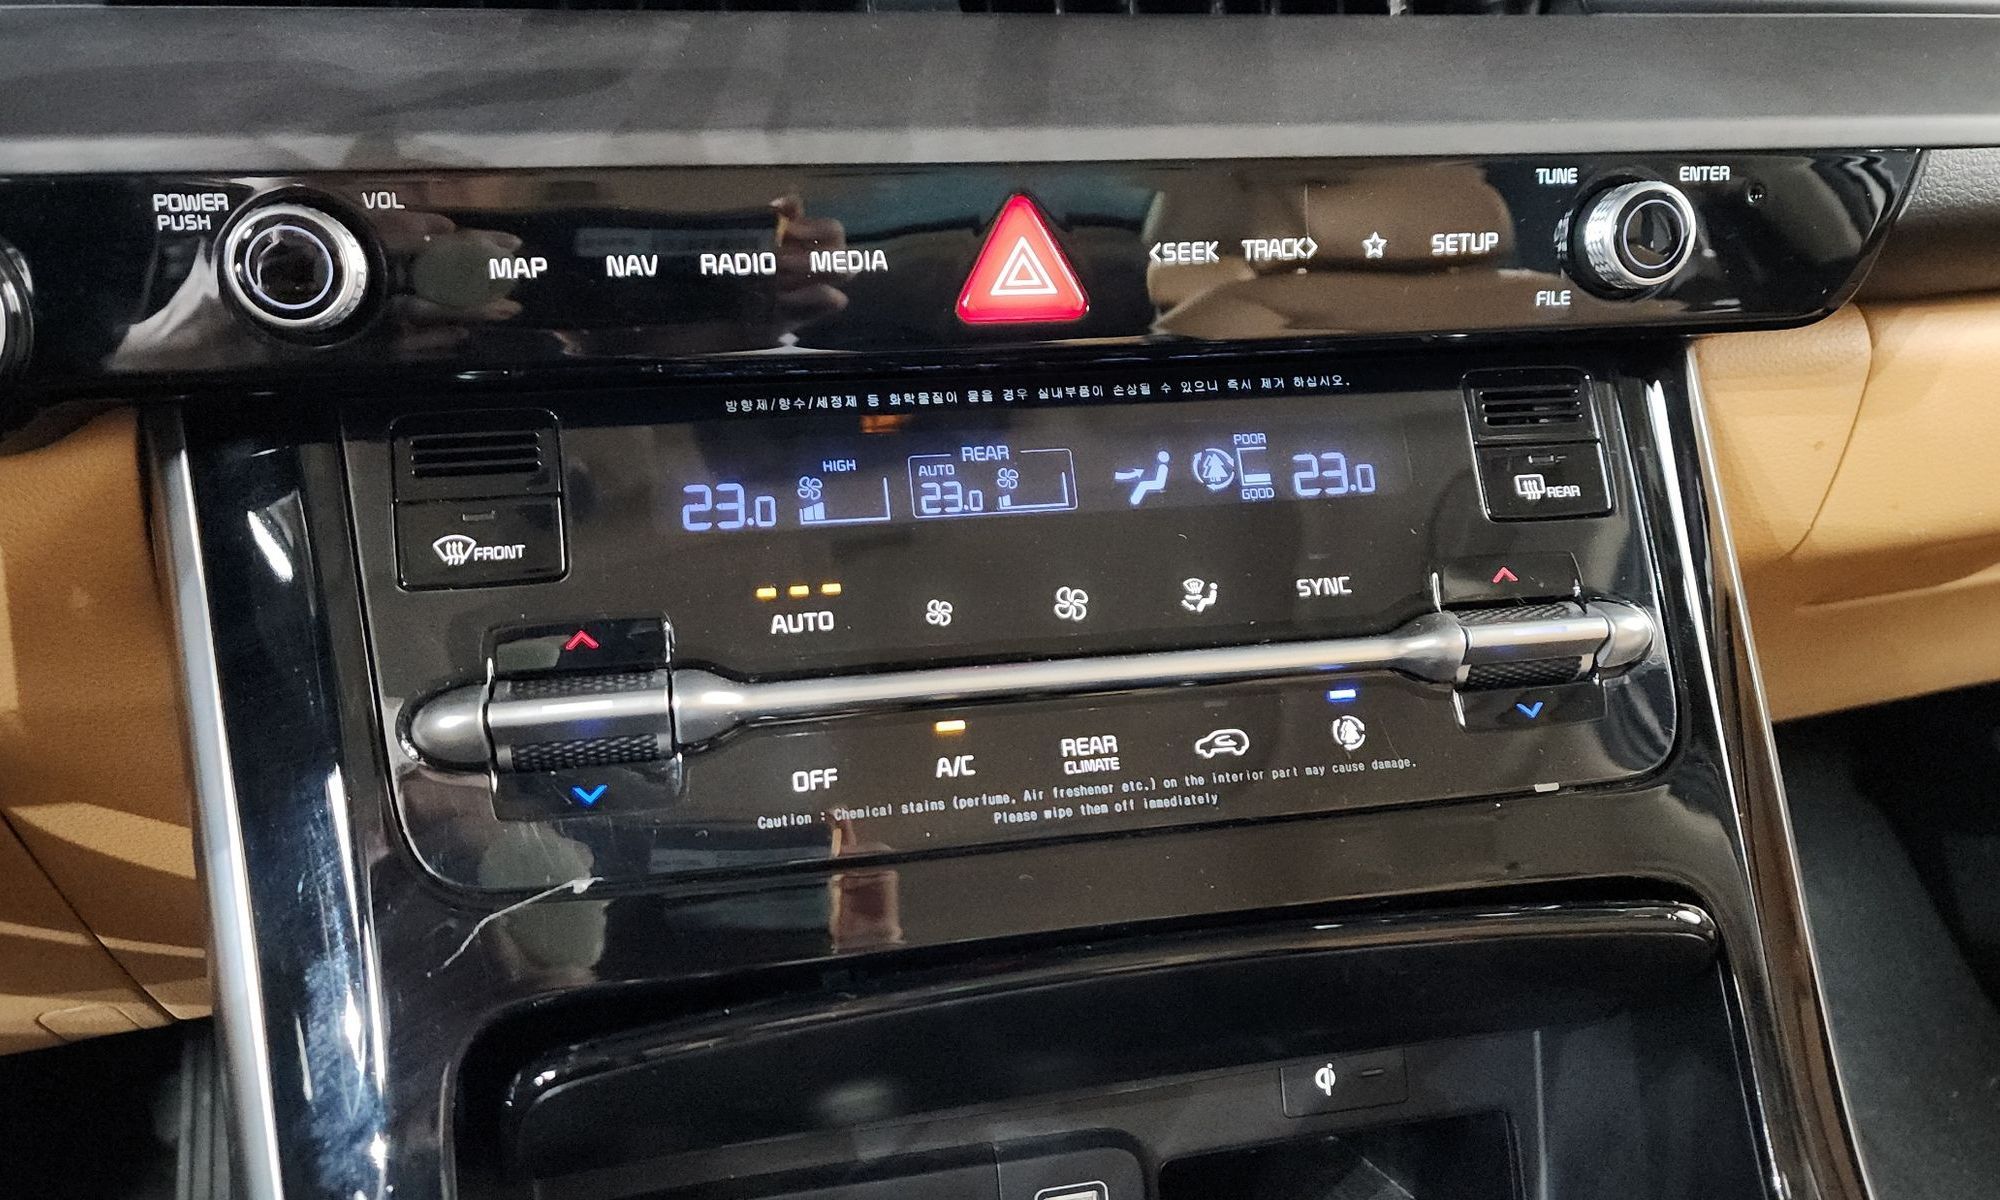 POWER
PUSH
VOL
MAP NAV RADIO MEDIA
<SEEK TRACK> SETUP
TUNE
ENTER
FILE
방향제/향수/세정제 등 화학물질이 묻을 경우 실내부품이 손상될 수 있으니 즉시 제거 하십시오.
FRONT
23.0
HIGH
REAR
AUTO
23.0
POOR
GOOD
23.0
REAR
AUTO
SYNC
OFF
A/C
REAR
CLIMATE
Caution : Chemical stains (perfume, Air freshener etc.) on the interior part may cause damage.
Please wipe them off immediately